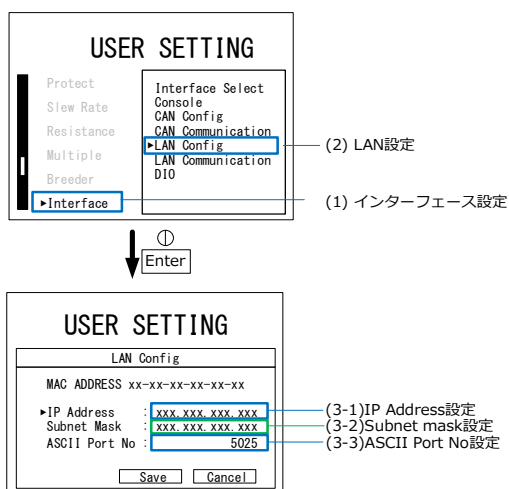 USER SETTING
Protect
Slew Rate
Resistance
Multiple
Breeder
►Interface
Interface Select
Console
CAN Config
CAN Communication
►LAN Config
LAN Communication
DIO
(2) LAN設定
(1) インターフェース設定
①
Enter
USER SETTING
LAN Config
MAC ADDRESS xx-xx-xx-xx-xx-xx
►IP Address : xxx.xxx.xxx.xxx
Subnet Mask : xxx.xxx.xxx.xxx
ASCII Port No : 5025
(3-1)IP Address設定
(3-2)Subnet mask設定
(3-3)ASCII Port No設定
Save Cancel